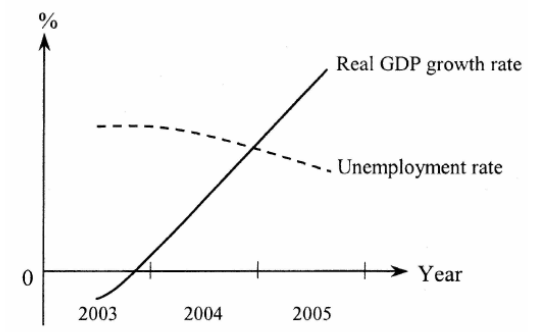 %
Real GDP growth rate
Unemployment rate
0
Year
2003
2004
2005